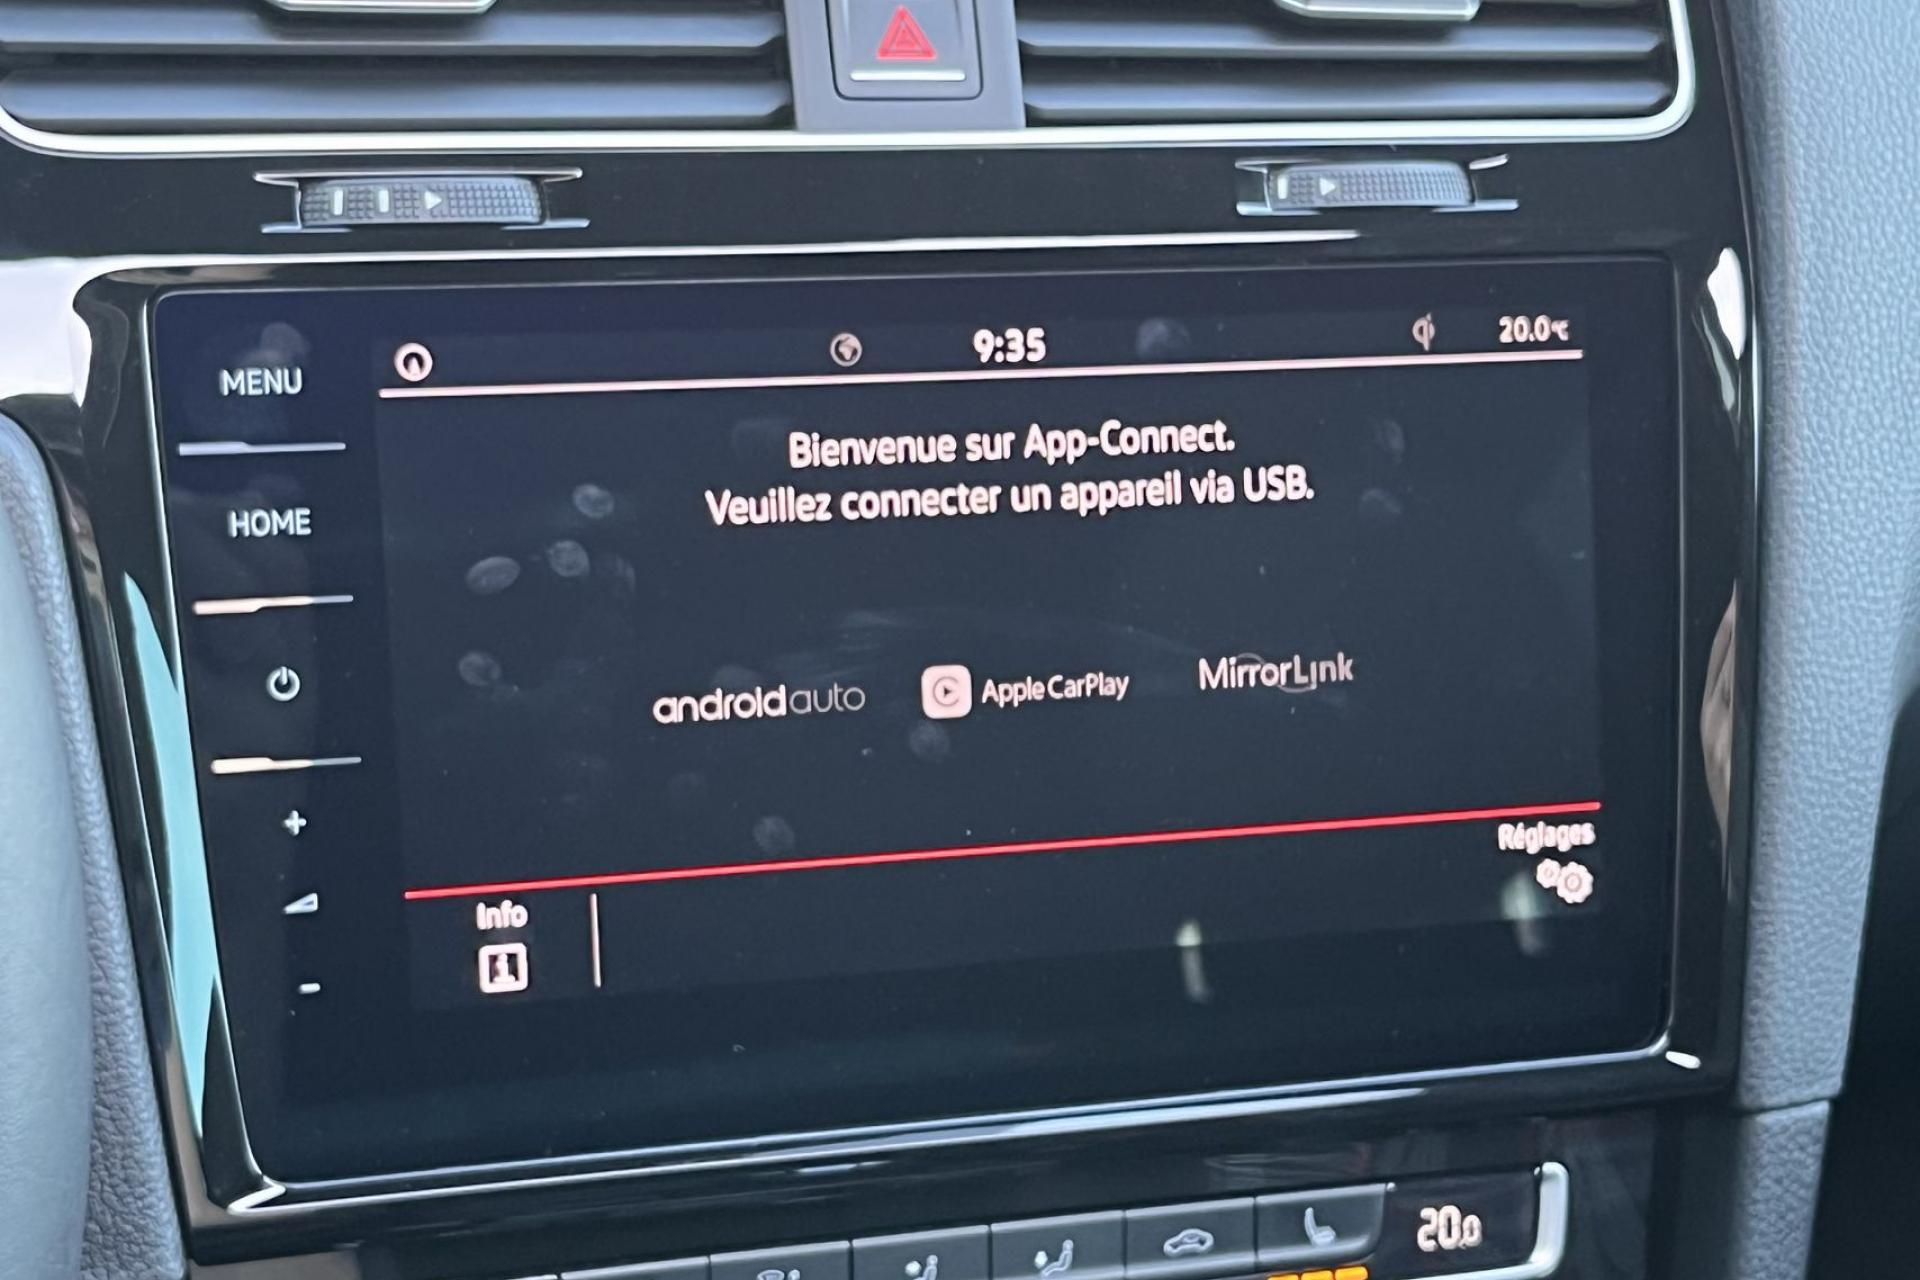 MENU
9:35
20.0°C
Bienvenue sur App-Connect.
Veuillez connecter un appareil via USB.
HOME
androidauto
Apple CarPlay
MirrorLink
+
Réglages
Info
-
20.0